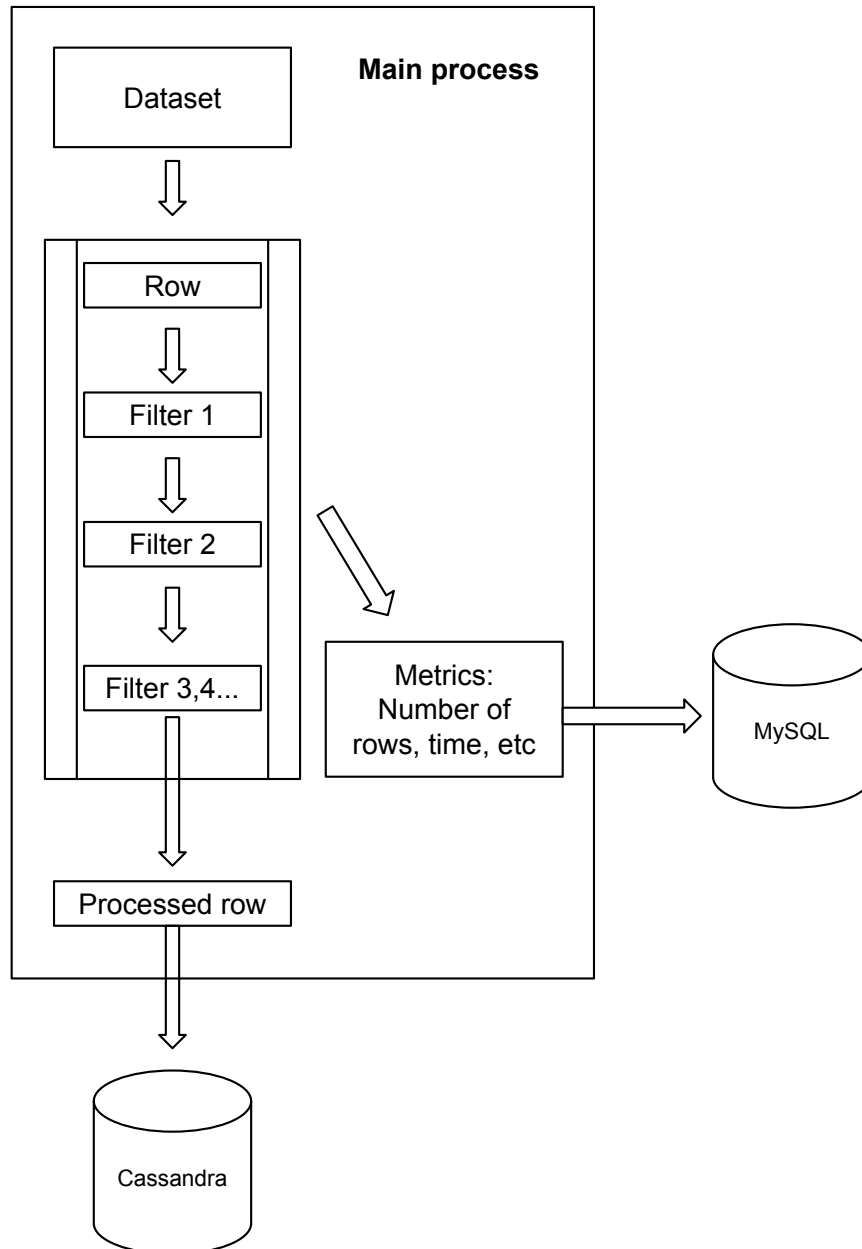 Main process
Dataset
Row
Filter 1
Filter 2
Filter 3,4...
Metrics:
Number of
rows, time, etc
MySQL
Processed row
Cassandra